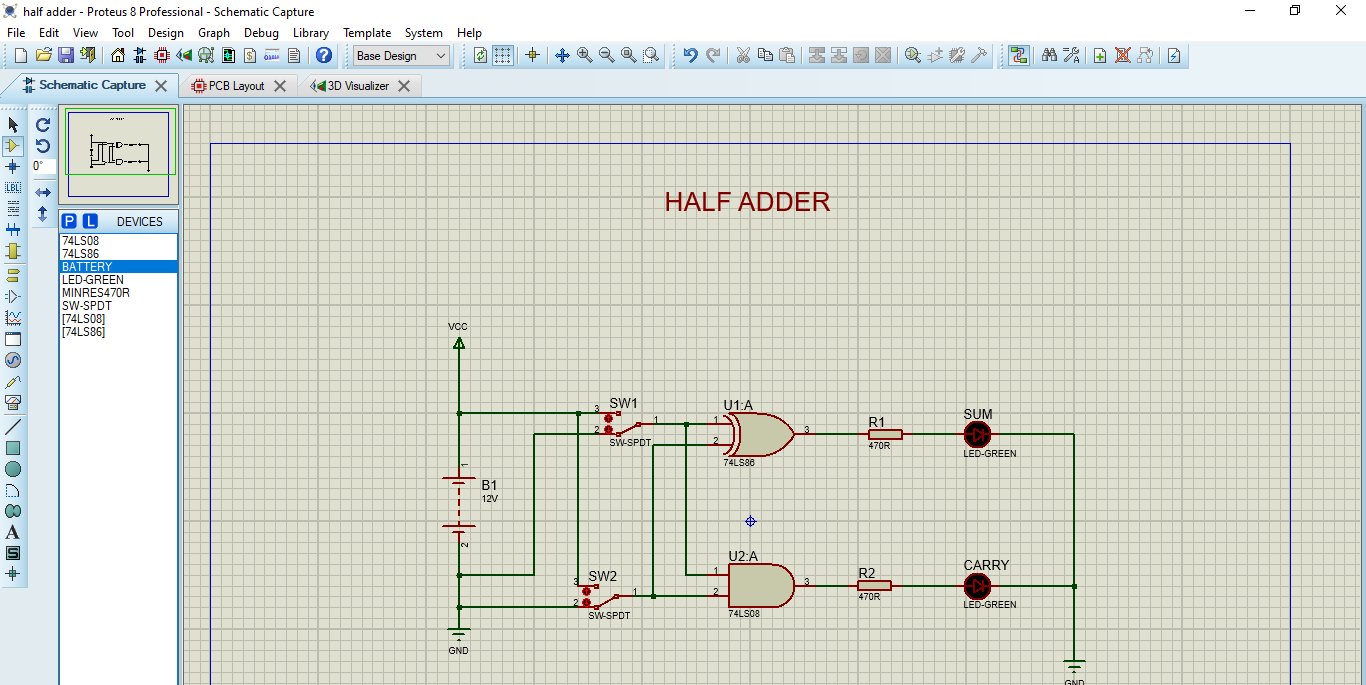 half adder - Proteus 8 Professional - Schematic Capture
File Edit View Tool Design Graph Debug Library Template System Help
Base Design
Schematic Capture PCB Layout 3D Visualizer
0°
LBL
P L DEVICES
74LS08
74LS86
BATTERY
LED-GREEN
MINRES470R
SW-SPDT
[74LS08]
[74LS86]
A
S
HALF ADDER
VCC
SW1
3
1
2
SW-SPDT
U1:A
1
2
3
74LS86
R1
470R
SUM
LED-GREEN
1
B1
12V
2
SW2
3
1
2
SW-SPDT
U2:A
1
2
3
74LS08
R2
470R
CARRY
LED-GREEN
GND
GND